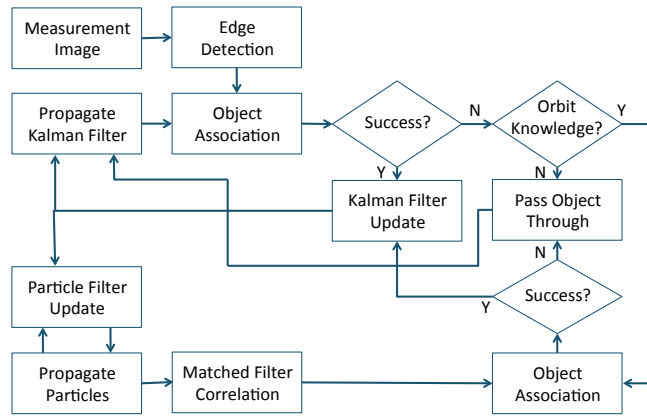 Measurement
Image
Edge
Detection
Propagate
Kalman Filter
Object
Association
Success?
N
Orbit
Knowledge?
Y
Y
N
Kalman Filter
Update
Pass Object
Through
N
Particle Filter
Update
Y
Success?
Propagate
Particles
Matched Filter
Correlation
Object
Association